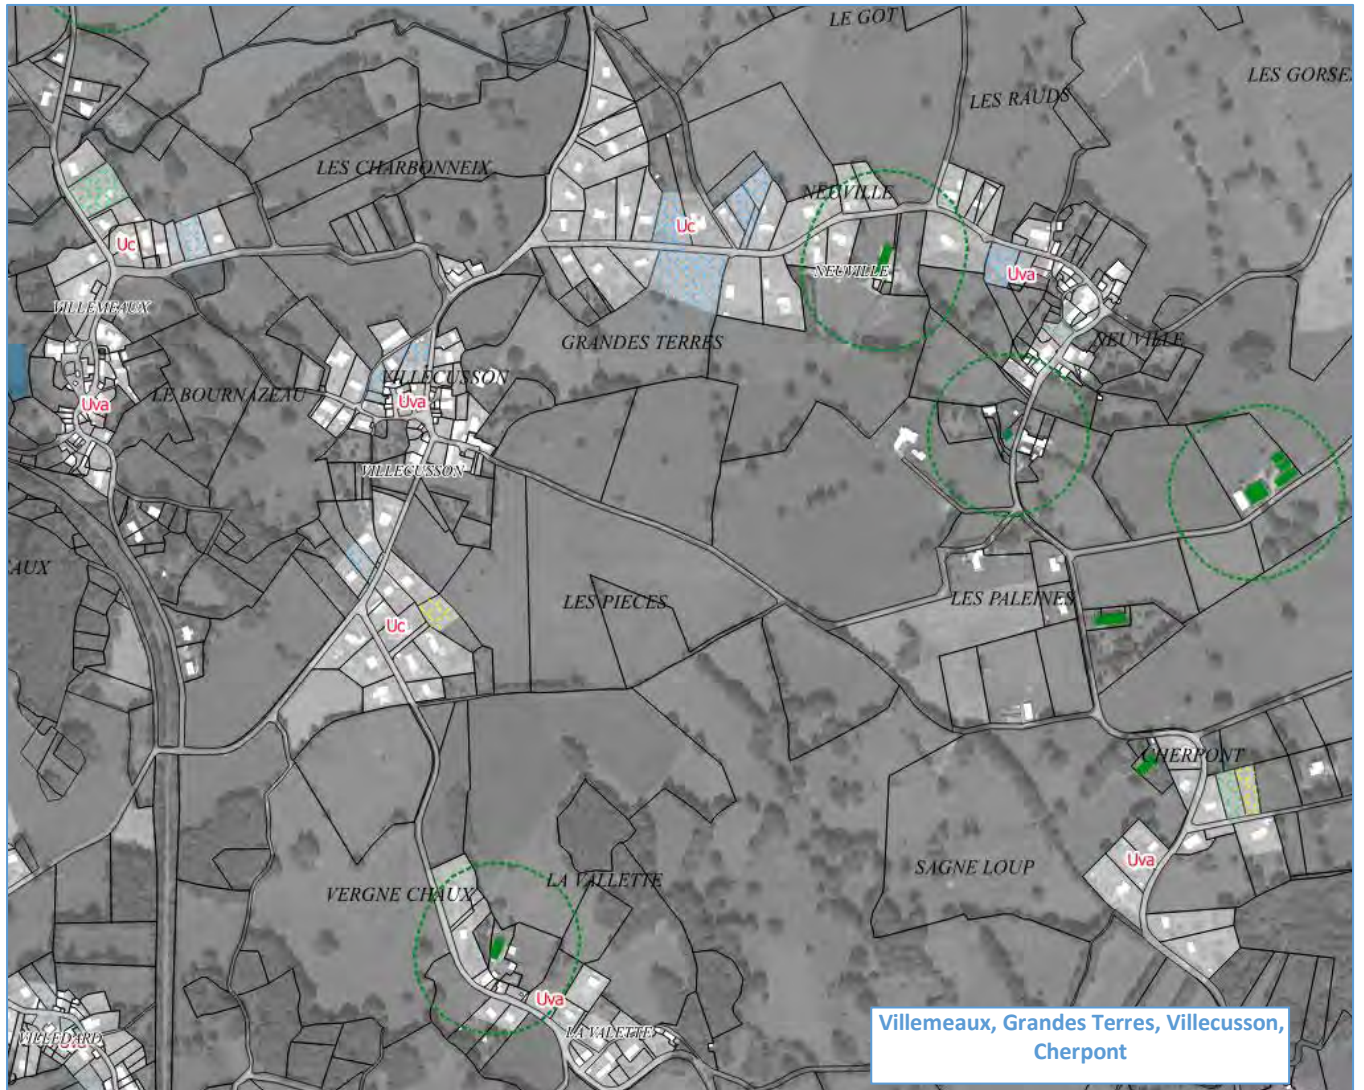 LE GOT
LES GORSE
LES RAUDS
LES CHARBONNEIX
NEUVILLE
Uc
Uc
NEUVILLE
Uva
VILLEMEAUX
GRANDES TERRES
NEUVILLE
VILLECUSSON
LE BOURNAZEAU
Uva
Uva
VILLECUSSON
EAUX
LES PIECES
LES PALEINES
Uc
CHERPONT
Uva
SAGNE LOUP
LA VALLETTE
VERGNE CHAUX
Uva
LA VALETTE
VILLEDARD
Villemeaux, Grandes Terres, Villecusson,
Cherpont